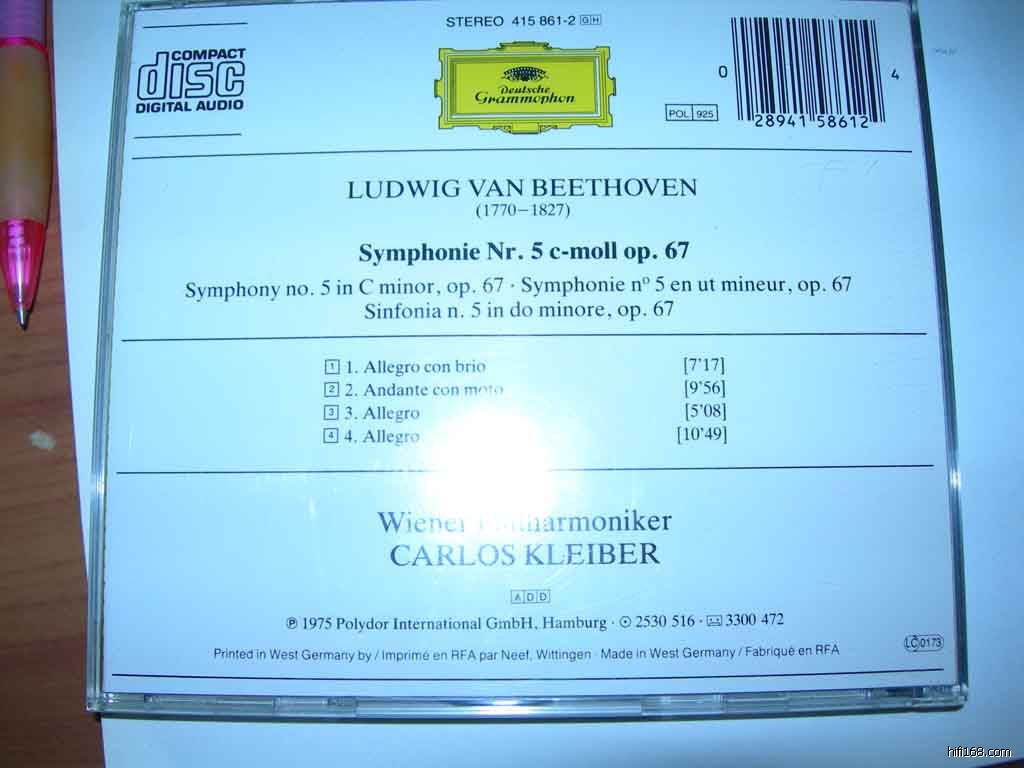 STEREO 415 861-2 GH
COMPACT
disc
DIGITAL AUDIO
Deutsche
Grammophon
POL 925
0 28941 58612 4
LUDWIG VAN BEETHOVEN
(1770–1827)
Symphonie Nr. 5 c-moll op. 67
Symphony no. 5 in C minor, op. 67 · Symphonie nº 5 en ut mineur, op. 67
Sinfonia n. 5 in do minore, op. 67
1 1. Allegro con brio [7'17]
2 2. Andante con moto [9'56]
3 3. Allegro [5'08]
4 4. Allegro [10'49]
Wiener Philharmoniker
CARLOS KLEIBER
ADD
℗ 1975 Polydor International GmbH, Hamburg · 2530 516 · 3300 472
Printed in West Germany by / Imprimé en RFA par Neef, Wittingen · Made in West Germany / Fabriqué en RFA
LC 0173
hifi168.com